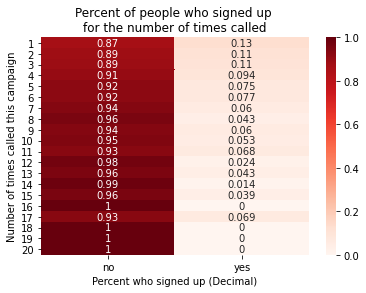 Percent of people who signed up
for the number of times called
Number of times called this campaign
1 0.87 0.13
2 0.89 0.11
3 0.89 0.11
4 0.91 0.094
5 0.92 0.075
6 0.92 0.077
7 0.94 0.06
8 0.96 0.043
9 0.94 0.06
10 0.95 0.053
11 0.93 0.068
12 0.98 0.024
13 0.96 0.043
14 0.99 0.014
15 0.96 0.039
16 1 0
17 0.93 0.069
18 1 0
19 1 0
20 1 0
no yes
Percent who signed up (Decimal)
1.0
0.8
0.6
0.4
0.2
0.0